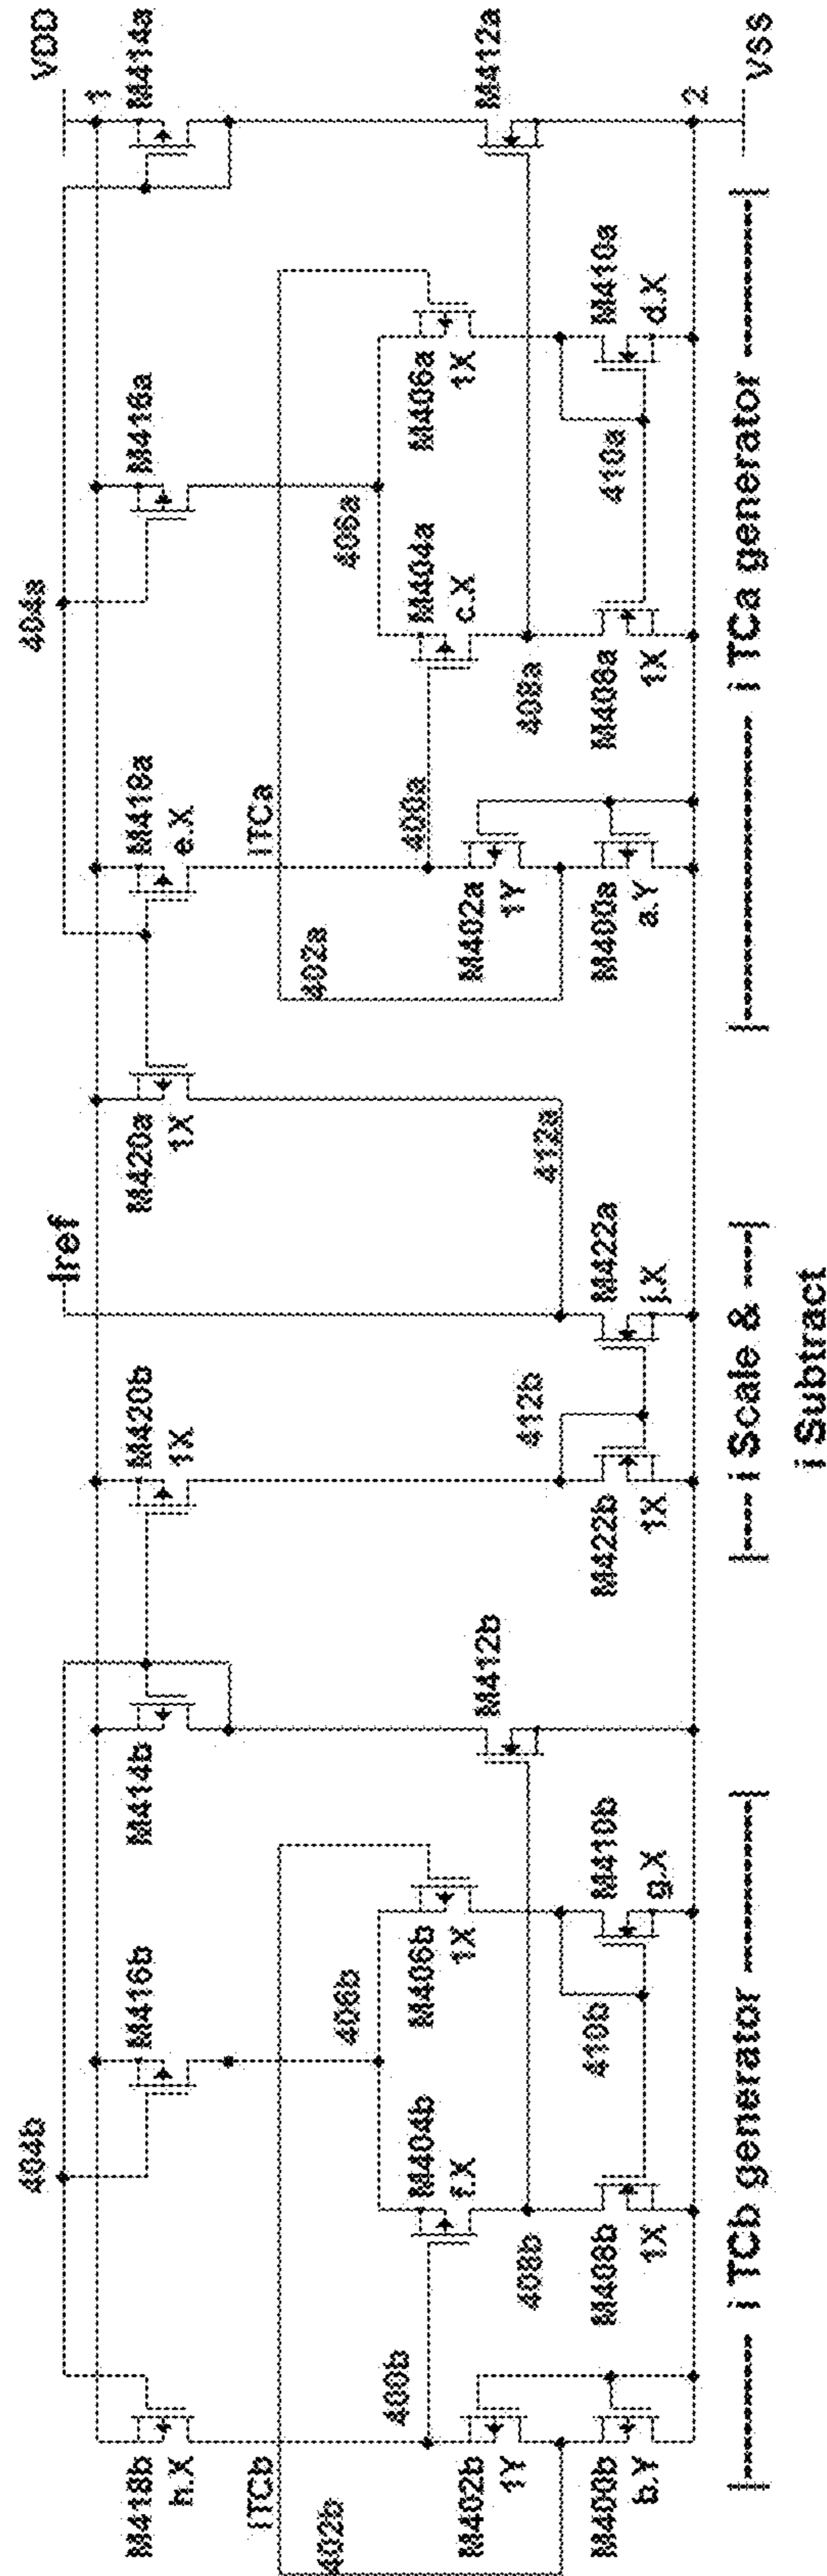 VDD
1
M414a
M412a
2
VSS
404a
M416a
406a
M404a
c.X
M406a
1X
408a
M408a
1X
410a
M410a
d.X
M418a
e.X
ITCa
402a
400a
M402a
1Y
M400a
a.Y
i TCa generator
M420a
1X
Iref
412a
M422a
j.X
M420b
1X
412b
M422b
1X
i Scale &
i Subtract
M414b
M412b
404b
M416b
406b
M404b
f.X
M406b
1X
408b
M408b
1X
410b
M410b
g.X
M418b
h.X
ITCb
402b
400b
M402b
1Y
M400b
b.Y
i TCb generator